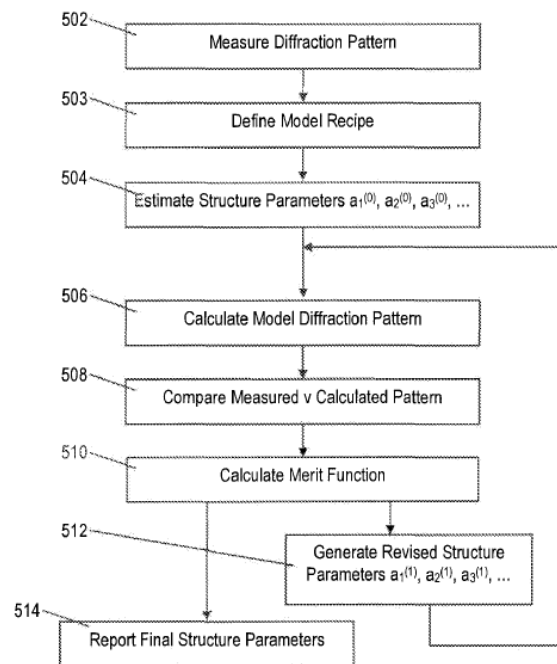 502
Measure Diffraction Pattern
503
Define Model Recipe
504
Estimate Structure Parameters a₁⁽⁰⁾, a₂⁽⁰⁾, a₃⁽⁰⁾, ...
506
Calculate Model Diffraction Pattern
508
Compare Measured v Calculated Pattern
510
Calculate Merit Function
512
Generate Revised Structure
Parameters a₁⁽¹⁾, a₂⁽¹⁾, a₃⁽¹⁾, ...
514
Report Final Structure Parameters